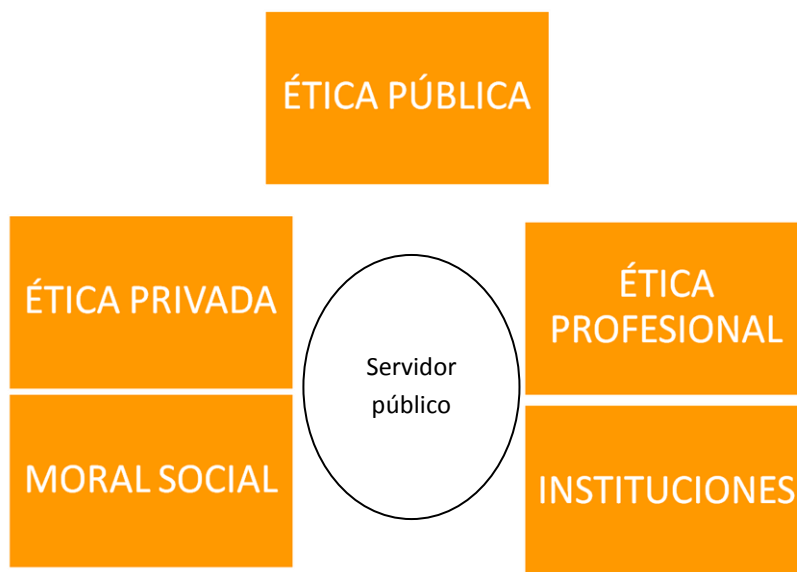 ÉTICA PÚBLICA
ÉTICA PRIVADA
MORAL SOCIAL
Servidor
público
ÉTICA
PROFESIONAL
INSTITUCIONES